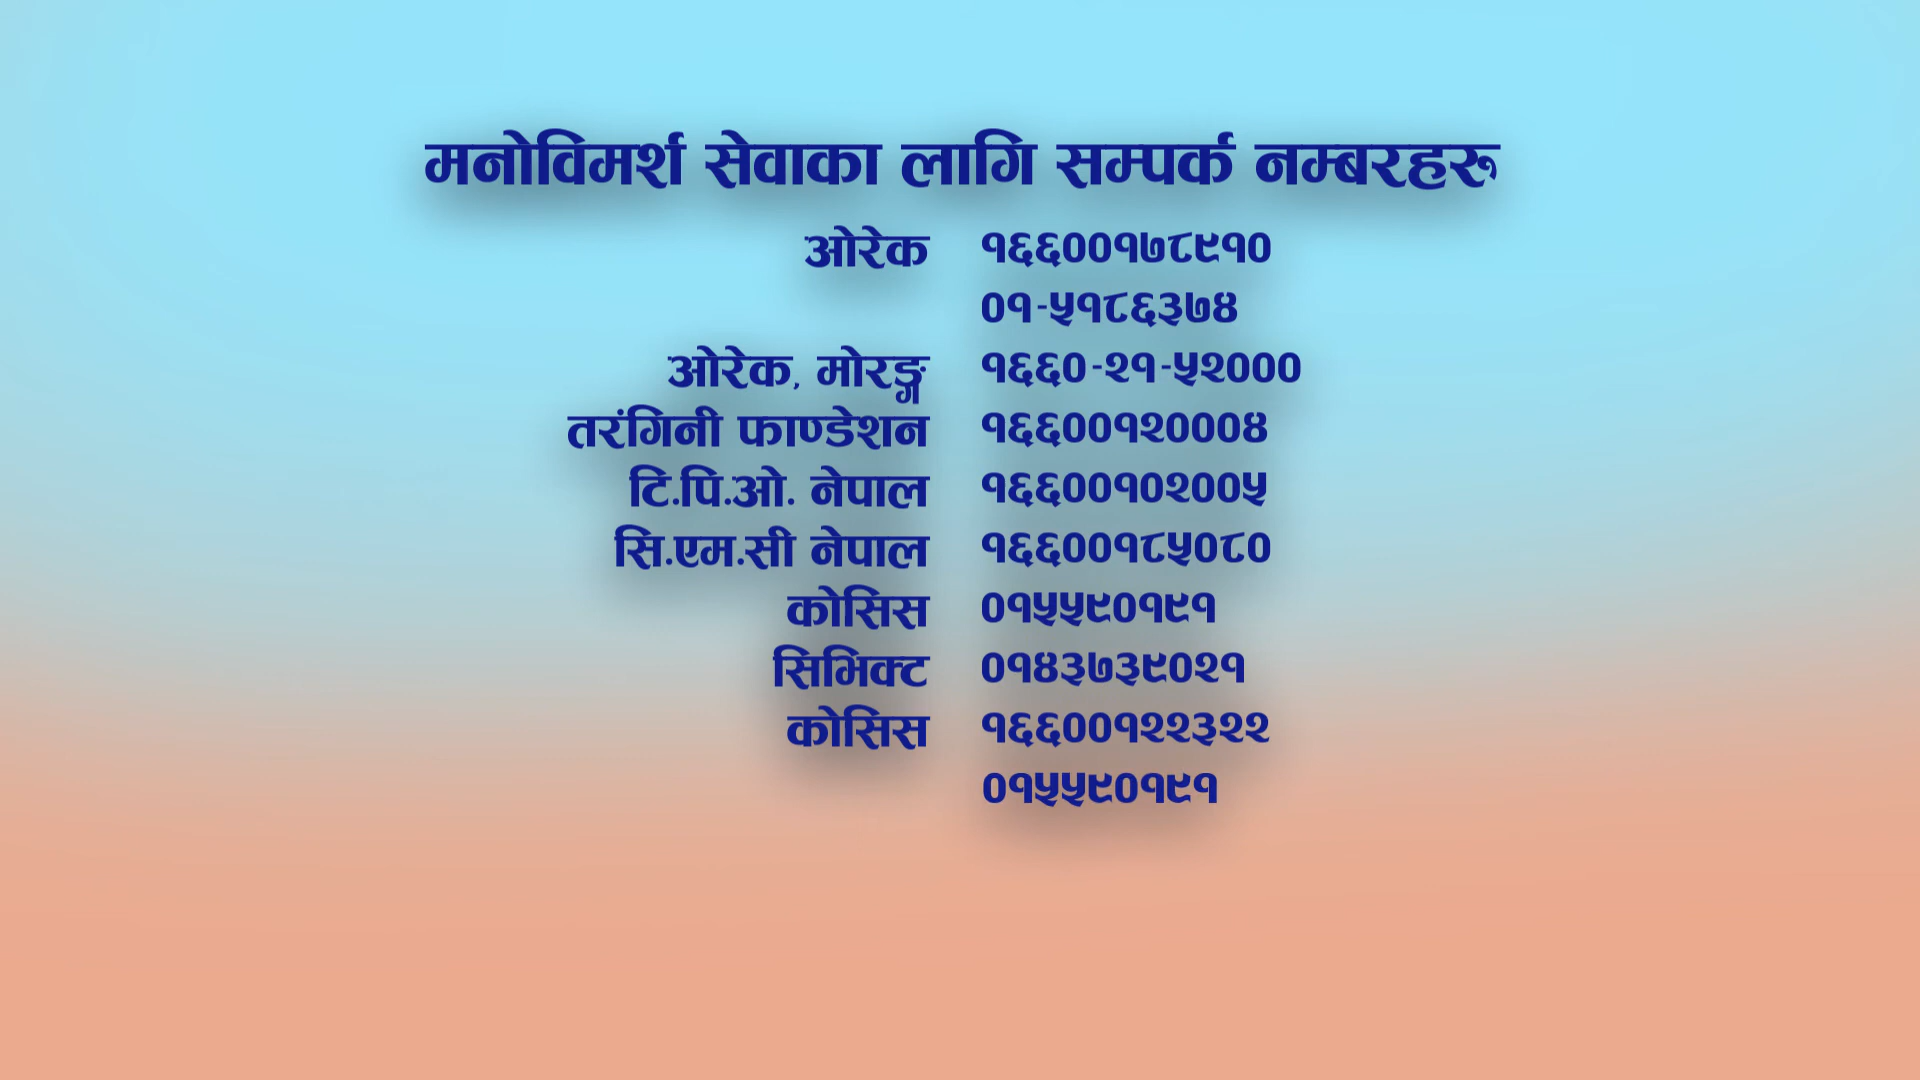 मनोविमर्श सेवाका लागि सम्पर्क नम्बरहरु
ओरेक १६६००१७८९१०
०१-५१८६३७४
ओरेक, मोरङ्ग १६६०-२१-५२०००
तरंगिनी फाण्डेशन १६६००१२०००४
टि.पि.ओ. नेपाल १६६००१०२००५
सि.एम.सी नेपाल १६६००१८५०८०
कोसिस ०१५५९०१९१
सिभिक्ट ०१४३७३९०२१
कोसिस १६६००१२२३२२
०१५५९०१९१